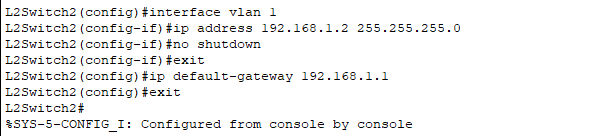 L2Switch2(config)#interface vlan 1
L2Switch2(config-if)#ip address 192.168.1.2 255.255.255.0
L2Switch2(config-if)#no shutdown
L2Switch2(config-if)#exit
L2Switch2(config)#ip default-gateway 192.168.1.1
L2Switch2(config)#exit
L2Switch2#
%SYS-5-CONFIG_I: Configured from console by console